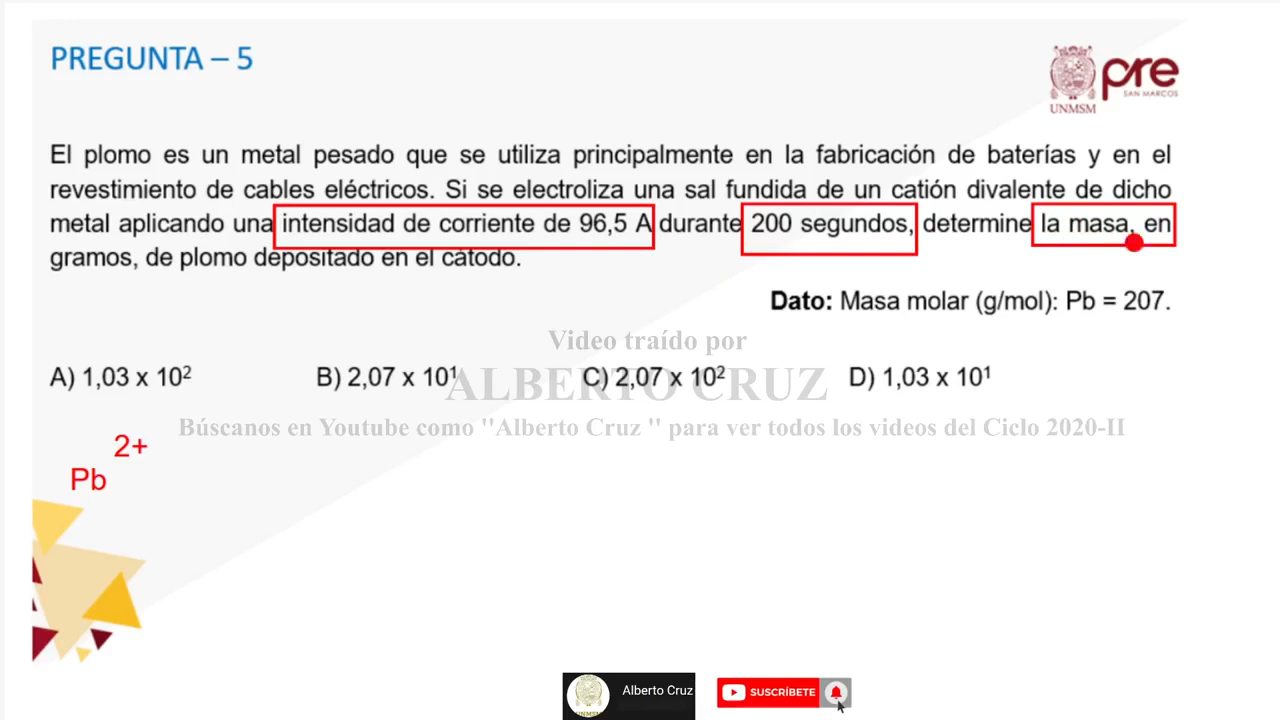 PREGUNTA – 5
pre
SAN MARCOS
UNMSM
El plomo es un metal pesado que se utiliza principalmente en la fabricación de baterías y en el
revestimiento de cables eléctricos. Si se electroliza una sal fundida de un catión divalente de dicho
metal aplicando una intensidad de corriente de 96,5 A durante 200 segundos, determine la masa, en
gramos, de plomo depositado en el cátodo.
Dato: Masa molar (g/mol): Pb = 207.
Video traído por
A) 1,03 x 10² B) 2,07 x 10¹ C) 2,07 x 10² D) 1,03 x 10¹
ALBERTO CRUZ
Búscanos en Youtube como "Alberto Cruz " para ver todos los videos del Ciclo 2020-II
2+
Pb
Alberto Cruz
UNMSM
SUSCRÍBETE